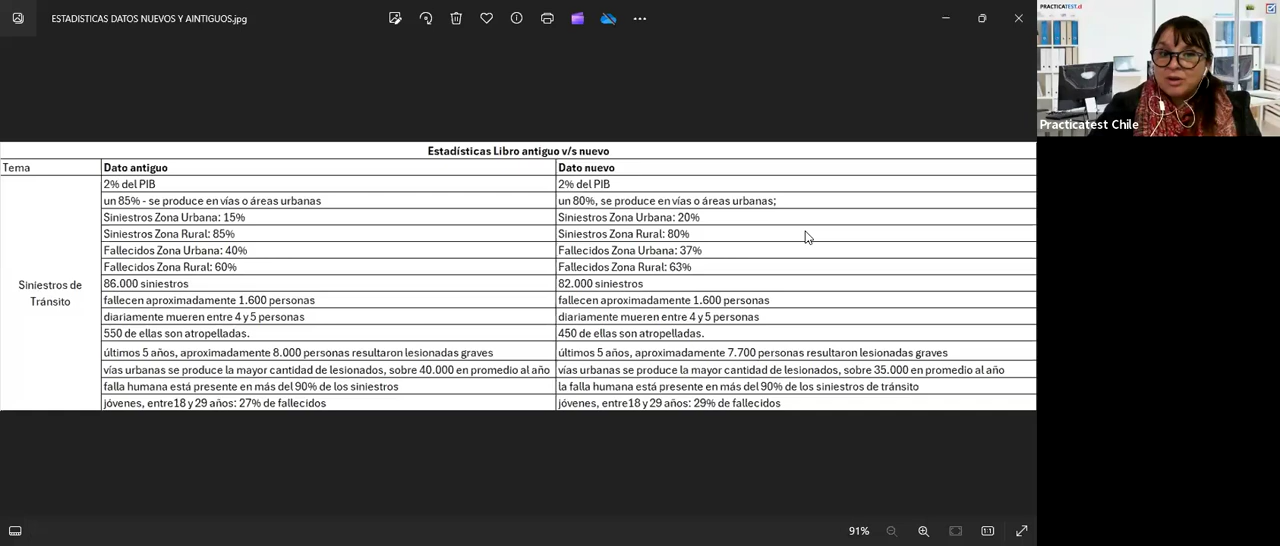 ESTADISTICAS DATOS NUEVOS Y AINTIGUOS.jpg
PRACTICATEST.cl
Practicatest Chile
Estadísticas Libro antiguo v/s nuevo
Tema Dato antiguo Dato nuevo
2% del PIB 2% del PIB
un 85% - se produce en vías o áreas urbanas un 80%, se produce en vías o áreas urbanas;
Siniestros Zona Urbana: 15% Siniestros Zona Urbana: 20%
Siniestros Zona Rural: 85% Siniestros Zona Rural: 80%
Fallecidos Zona Urbana: 40% Fallecidos Zona Urbana: 37%
Fallecidos Zona Rural: 60% Fallecidos Zona Rural: 63%
Siniestros de Tránsito 86.000 siniestros 82.000 siniestros
fallecen aproximadamente 1.600 personas fallecen aproximadamente 1.600 personas
diariamente mueren entre 4 y 5 personas diariamente mueren entre 4 y 5 personas
550 de ellas son atropelladas. 450 de ellas son atropelladas.
últimos 5 años, aproximadamente 8.000 personas resultaron lesionadas graves últimos 5 años, aproximadamente 7.700 personas resultaron lesionadas graves
vías urbanas se produce la mayor cantidad de lesionados, sobre 40.000 en promedio al año vías urbanas se produce la mayor cantidad de lesionados, sobre 35.000 en promedio al año
falla humana está presente en más del 90% de los siniestros la falla humana está presente en más del 90% de los siniestros de tránsito
jóvenes, entre18 y 29 años: 27% de fallecidos jóvenes, entre18 y 29 años: 29% de fallecidos
91%